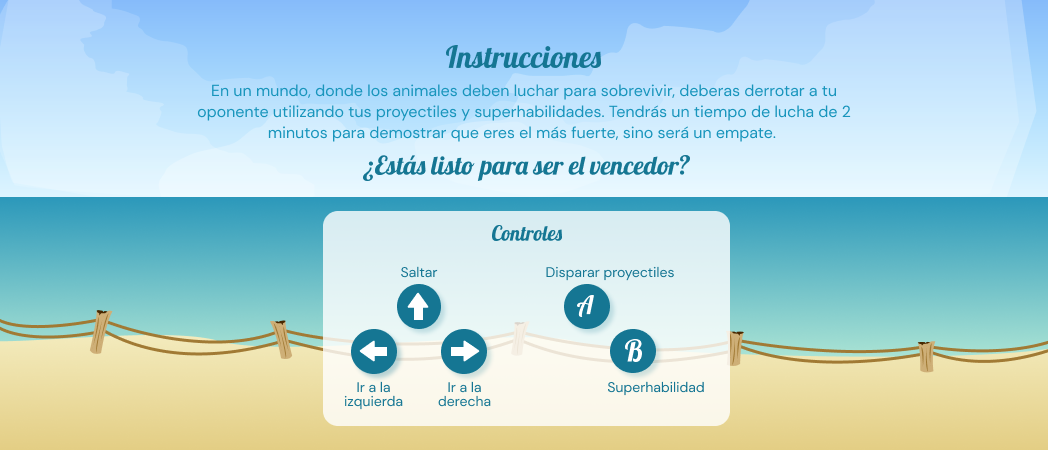 Instrucciones
En un mundo, donde los animales deben luchar para sobrevivir, deberas derrotar a tu
oponente utilizando tus proyectiles y superhabilidades. Tendrás un tiempo de lucha de 2
minutos para demostrar que eres el más fuerte, sino será un empate.
¿Estás listo para ser el vencedor?
Controles
Saltar
Disparar proyectiles
A
B
Ir a la
izquierda
Ir a la
derecha
Superhabilidad